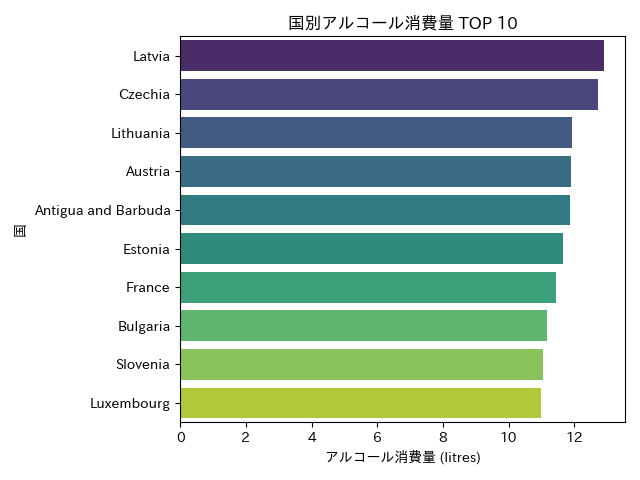 国別アルコール消費量 TOP 10
Latvia
Czechia
Lithuania
Austria
Antigua and Barbuda
Estonia
France
Bulgaria
Slovenia
Luxembourg
国
0 2 4 6 8 10 12
アルコール消費量 (litres)